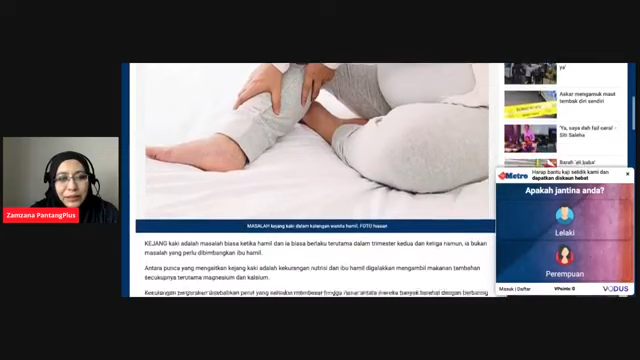 ya'
Askar mengamuk maut
tembak diri sendiri
'Ya, saya dah fail cerai' -
Siti Saleha
Barah 'ait baba'
Metro
Harap bantu kaji selidik kami dan
dapatkan diskaun hebat
Apakah jantina anda?
Lelaki
Perempuan
Masuk | Daftar
VPoints: 0
VODUS
Zamzana PantangPlus
MASALAH kejang kaki dalam kalangan wanita hamil. FOTO hiasan
KEJANG kaki adalah masalah biasa ketika hamil dan ia biasa berlaku terutama dalam trimester kedua dan ketiga namun, ia bukan
masalah yang perlu dibimbangkan ibu hamil.
Antara punca yang mengaitkan kejang kaki adalah kekurangan nutrisi dan ibu hamil digalakkan mengambil makanan tambahan
secukupnya terutama magnesium dan kalsium.